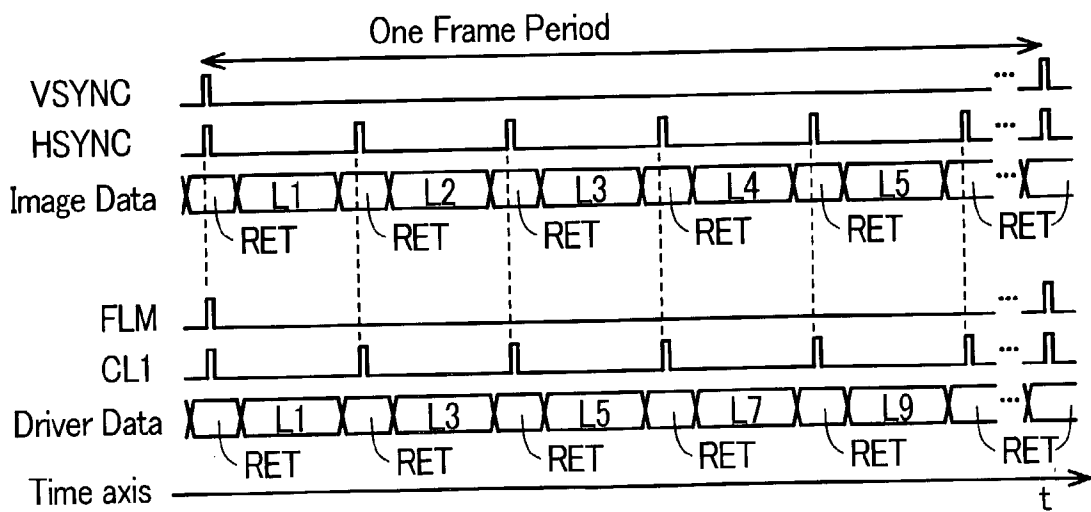 One Frame Period
VSYNC ...
HSYNC ...
Image Data L1 L2 L3 L4 L5 ...
RET RET RET RET RET RET
FLM ...
CL1 ...
Driver Data L1 L3 L5 L7 L9 ...
RET RET RET RET RET RET
Time axis t